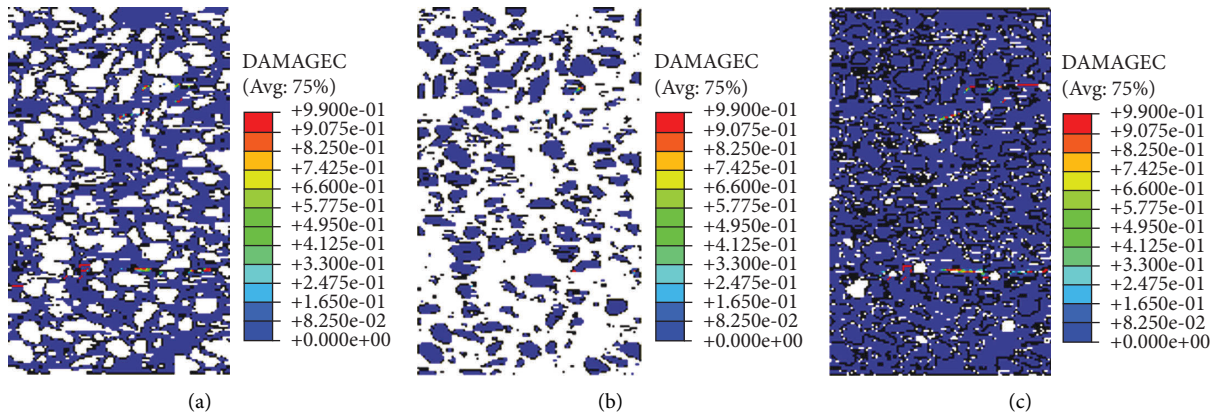 DAMAGEC
(Avg: 75%)
+9.900e-01
+9.075e-01
+8.250e-01
+7.425e-01
+6.600e-01
+5.775e-01
+4.950e-01
+4.125e-01
+3.300e-01
+2.475e-01
+1.650e-01
+8.250e-02
+0.000e+00
(a)
DAMAGEC
(Avg: 75%)
+9.900e-01
+9.075e-01
+8.250e-01
+7.425e-01
+6.600e-01
+5.775e-01
+4.950e-01
+4.125e-01
+3.300e-01
+2.475e-01
+1.650e-01
+8.250e-02
+0.000e+00
(b)
DAMAGEC
(Avg: 75%)
+9.900e-01
+9.075e-01
+8.250e-01
+7.425e-01
+6.600e-01
+5.775e-01
+4.950e-01
+4.125e-01
+3.300e-01
+2.475e-01
+1.650e-01
+8.250e-02
+0.000e+00
(c)